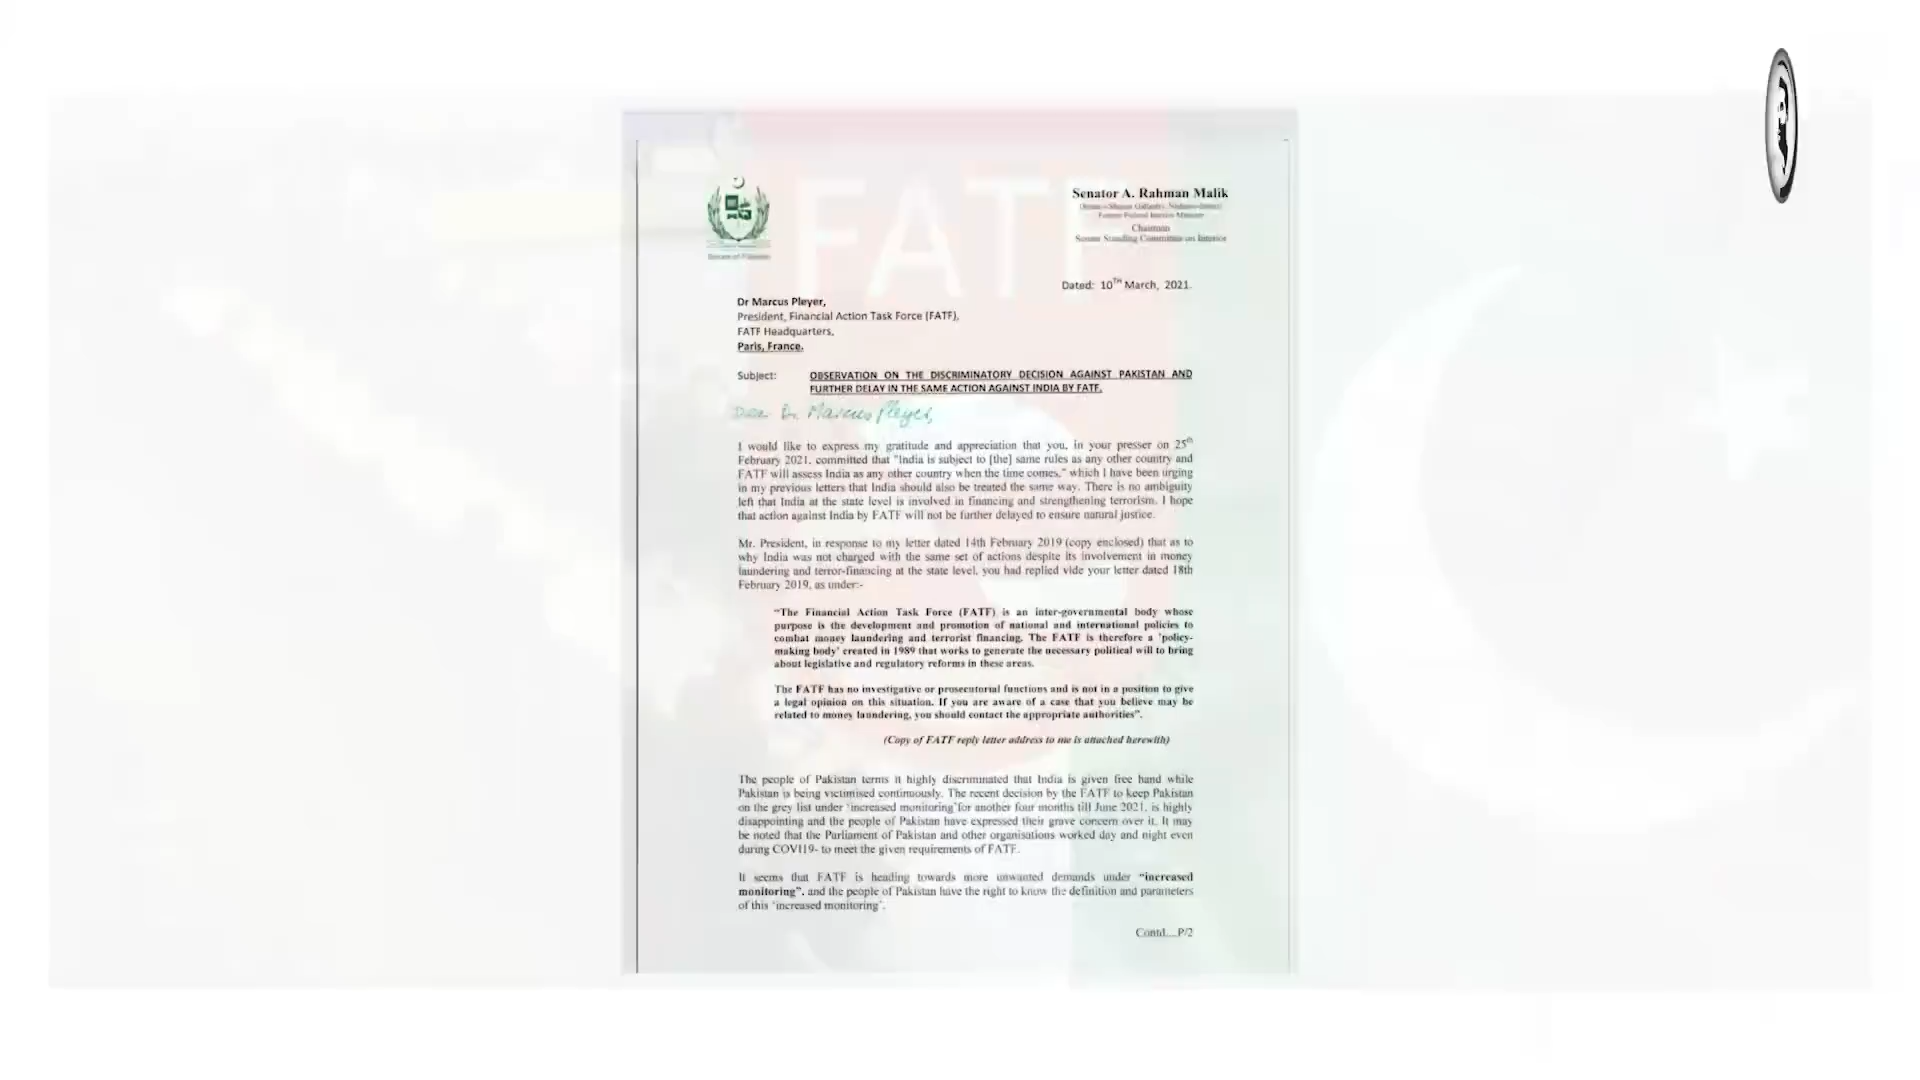 FATF
Senator A. Rahman Malik
Former Federal Interior Minister
Chairman
Senate Standing Committee on Interior
Senate of Pakistan
Dated: 10TH March, 2021.
Dr Marcus Pleyer,
President, Financial Action Task Force (FATF),
FATF Headquarters,
Paris, France.
Subject: OBSERVATION ON THE DISCRIMINATORY DECISION AGAINST PAKISTAN AND
FURTHER DELAY IN THE SAME ACTION AGAINST INDIA BY FATF.
Dear Dr. Marcus Pleyer,
I would like to express my gratitude and appreciation that you, in your presser on 25th
February 2021, committed that "India is subject to [the] same rules as any other country and
FATF will assess India as any other country when the time comes," which I have been urging
in my previous letters that India should also be treated the same way. There is no ambiguity
left that India at the state level is involved in financing and strengthening terrorism. I hope
that action against India by FATF will not be further delayed to ensure natural justice.
Mr. President, in response to my letter dated 14th February 2019 (copy enclosed) that as to
why India was not charged with the same set of actions despite its involvement in money
laundering and terror-financing at the state level, you had replied vide your letter dated 18th
February 2019, as under:-
"The Financial Action Task Force (FATF) is an inter-governmental body whose
purpose is the development and promotion of national and international policies to
combat money laundering and terrorist financing. The FATF is therefore a 'policy-
making body' created in 1989 that works to generate the necessary political will to bring
about legislative and regulatory reforms in these areas.
The FATF has no investigative or prosecutorial functions and is not in a position to give
a legal opinion on this situation. If you are aware of a case that you believe may be
related to money laundering, you should contact the appropriate authorities".
(Copy of FATF reply letter address to me is attached herewith)
The people of Pakistan terms it highly discriminated that India is given free hand while
Pakistan is being victimised continuously. The recent decision by the FATF to keep Pakistan
on the grey list under 'increased monitoring' for another four months till June 2021, is highly
disappointing and the people of Pakistan have expressed their grave concern over it. It may
be noted that the Parliament of Pakistan and other organisations worked day and night even
during COVI19- to meet the given requirements of FATF.
It seems that FATF is heading towards more unwanted demands under "increased
monitoring", and the people of Pakistan have the right to know the definition and parameters
of this 'increased monitoring'.
Contd....P/2